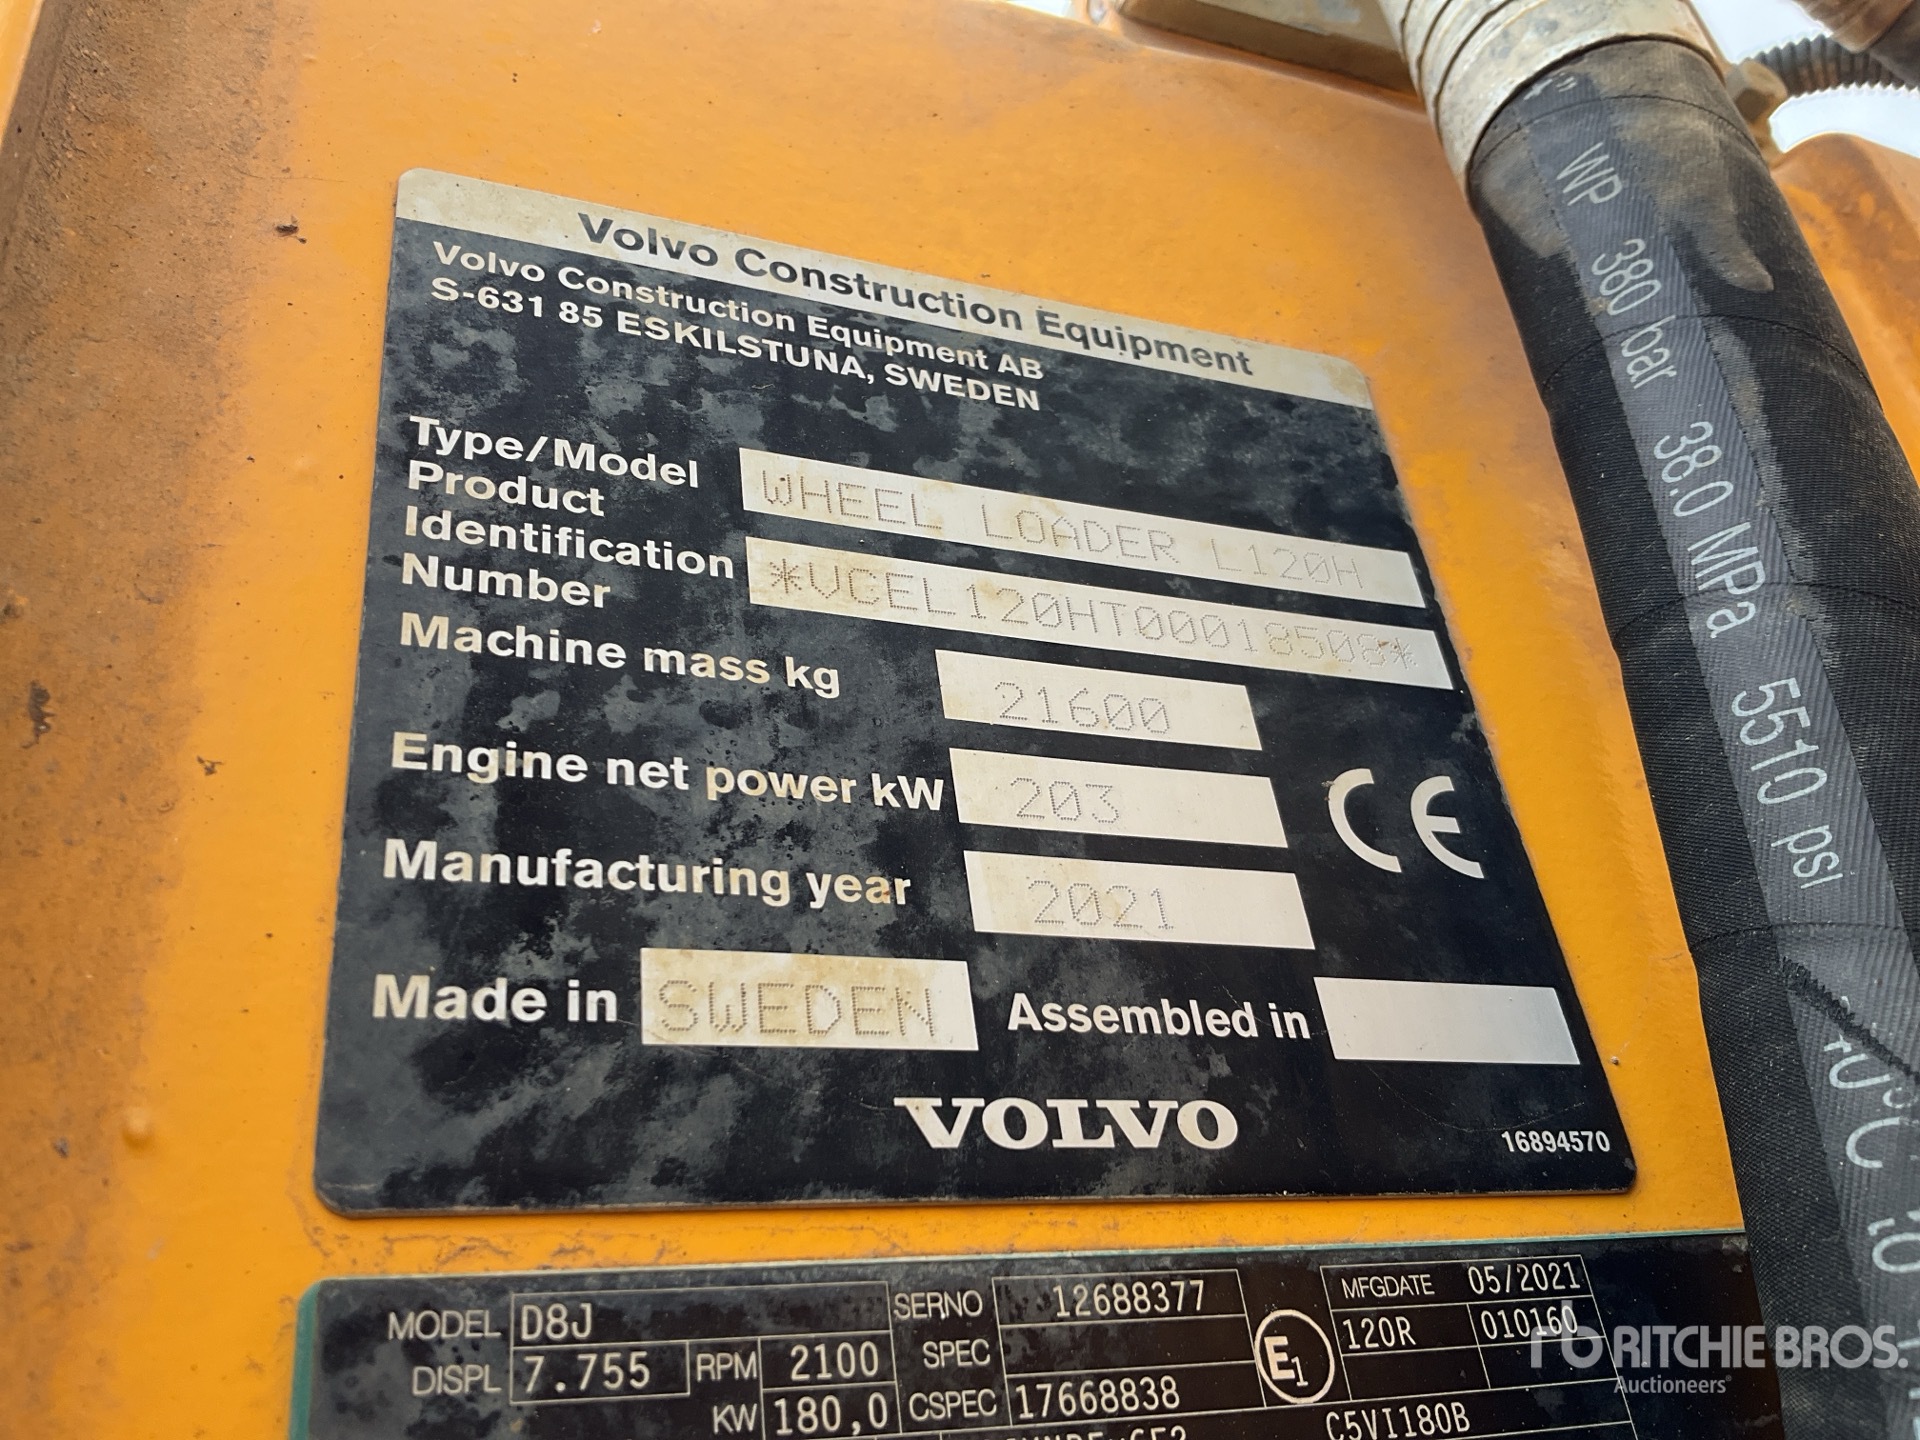 Volvo Construction Equipment
Volvo Construction Equipment AB
S-631 85 ESKILSTUNA, SWEDEN
Type/Model WHEEL LOADER L120H
Product
Identification
Number *VCEL120HT00018508*
Machine mass kg 21600
Engine net power kW 203
CE
Manufacturing year 2021
Made in SWEDEN Assembled in
VOLVO
16894570
MODEL D8J SERNO 12688377 MFGDATE 05/2021
DISPL 7.755 RPM 2100 SPEC E1 120R 010160
KW 180,0 CSPEC 17668838
C5VI180B
WP 380 bar 38.0 MPa 5510 psi
RITCHIE BROS.
Auctioneers